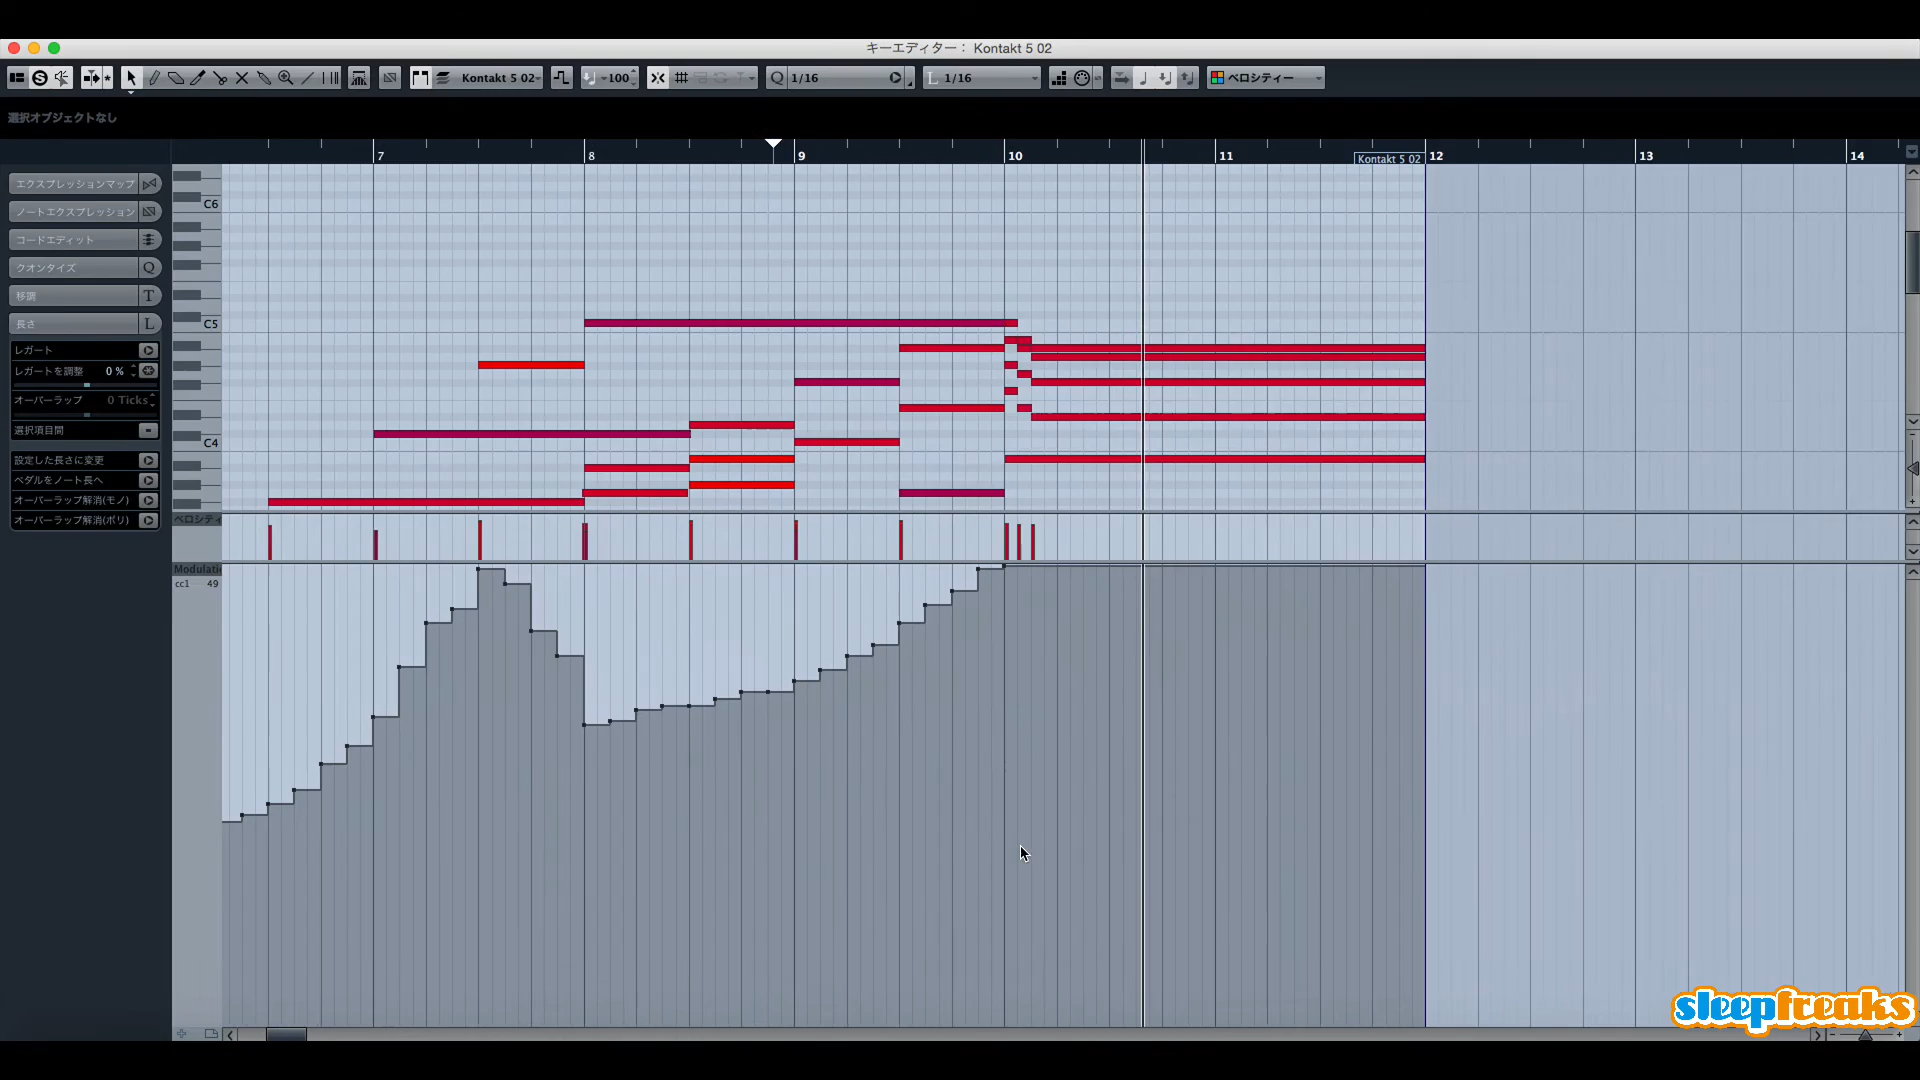 キーエディター： Kontakt 5 02
Kontakt 5 02
100
Q 1/16
L 1/16
ベロシティー
選択オブジェクトなし
7 8 9 10 11 12 13 14
Kontakt 5 02
エクスプレッションマップ
ノートエクスプレッション
コードエディット
クオンタイズ Q
移調 T
長さ L
レガート
レガートを調整 0 %
オーバーラップ 0 Ticks
選択項目間
設定した長さに変更
ペダルをノート長へ
オーバーラップ解消(モノ)
オーバーラップ解消(ポリ)
C6
C5
C4
ベロシティ
Modulati
cc1 49
sleepfreaks